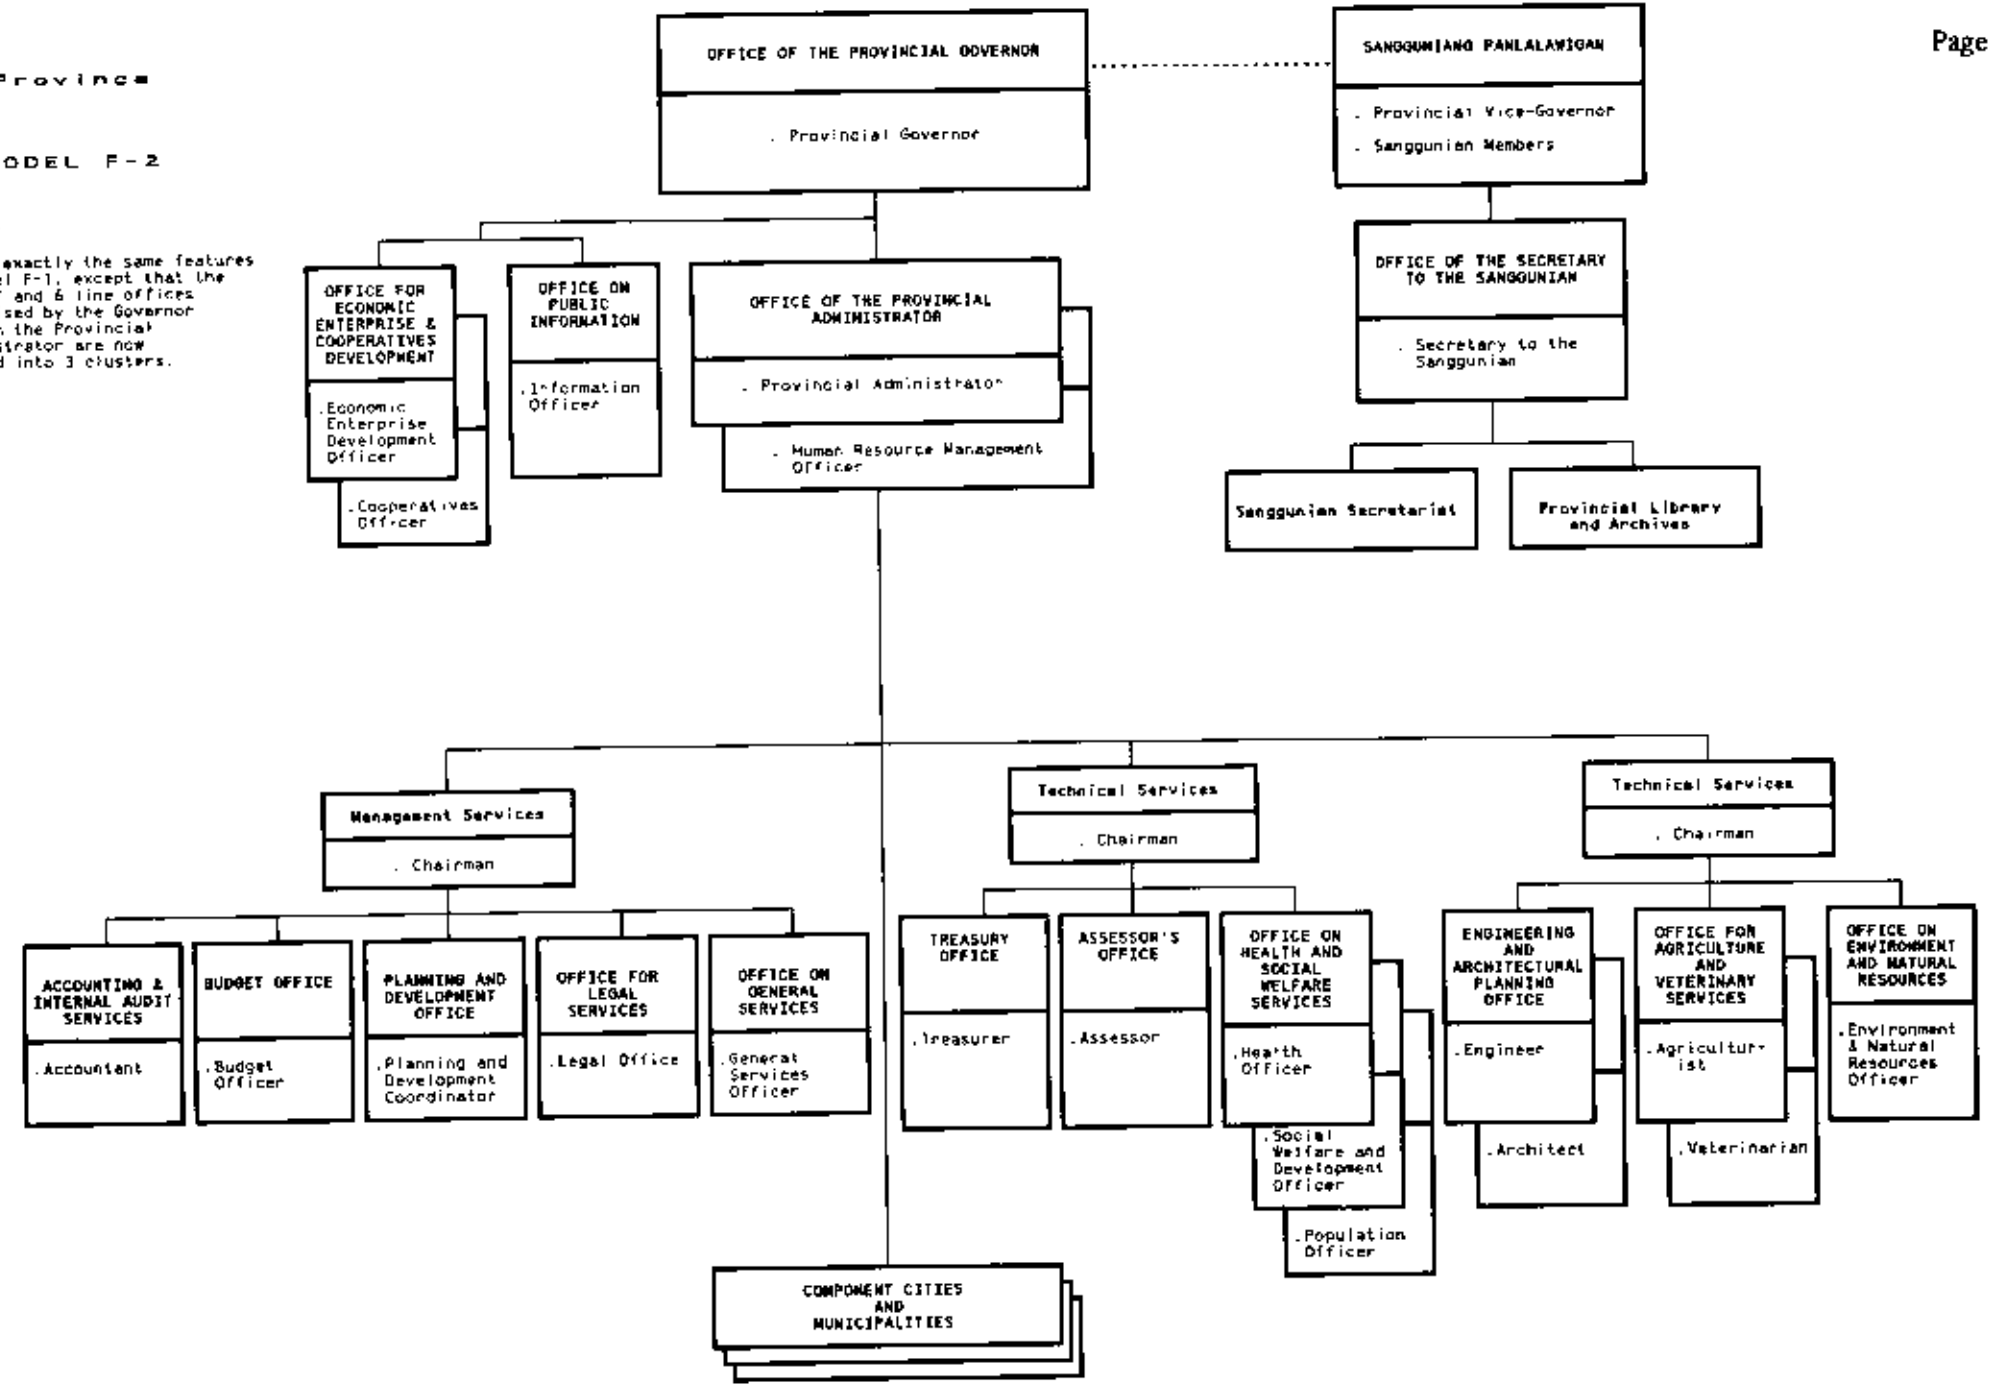 Page
Province
ODEL F-2
exactly the same features
el F-1, except that the
and 6 line offices
sed by the Governor
the Provincial
strator are now
d into 3 clusters.
OFFICE OF THE PROVINCIAL GOVERNOR
. Provincial Governor
SANGGUNIANG PANLALAWIGAN
. Provincial Vice-Governor
. Sanggunian Members
OFFICE FOR
ECONOMIC
ENTERPRISE &
COOPERATIVES
DEVELOPMENT
.Economic
Enterprise
Development
Officer
.Cooperatives
Officer
OFFICE ON
PUBLIC
INFORMATION
.Information
Officer
OFFICE OF THE PROVINCIAL
ADMINISTRATOR
. Provincial Administrator
. Human Resource Management
Officer
OFFICE OF THE SECRETARY
TO THE SANGGUNIAN
. Secretary to the
Sanggunian
Sanggunian Secretariat
Provincial Library
and Archives
Management Services
. Chairman
Technical Services
. Chairman
Technical Services
. Chairman
ACCOUNTING &
INTERNAL AUDIT
SERVICES
.Accountant
BUDGET OFFICE
.Budget
Officer
PLANNING AND
DEVELOPMENT
OFFICE
.Planning and
Development
Coordinator
OFFICE FOR
LEGAL
SERVICES
.Legal Office
OFFICE ON
GENERAL
SERVICES
.General
Services
Officer
TREASURY
OFFICE
.Treasurer
ASSESSOR'S
OFFICE
.Assessor
OFFICE ON
HEALTH AND
SOCIAL
WELFARE
SERVICES
.Health
Officer
.Social
Welfare and
Development
Officer
.Population
Officer
ENGINEERING
AND
ARCHITECTURAL
PLANNING
OFFICE
.Engineer
.Architect
OFFICE FOR
AGRICULTURE
AND
VETERINARY
SERVICES
.Agricultur-
ist
.Veterinarian
OFFICE ON
ENVIRONMENT
AND NATURAL
RESOURCES
.Environment
& Natural
Resources
Officer
COMPONENT CITIES
AND
MUNICIPALITIES